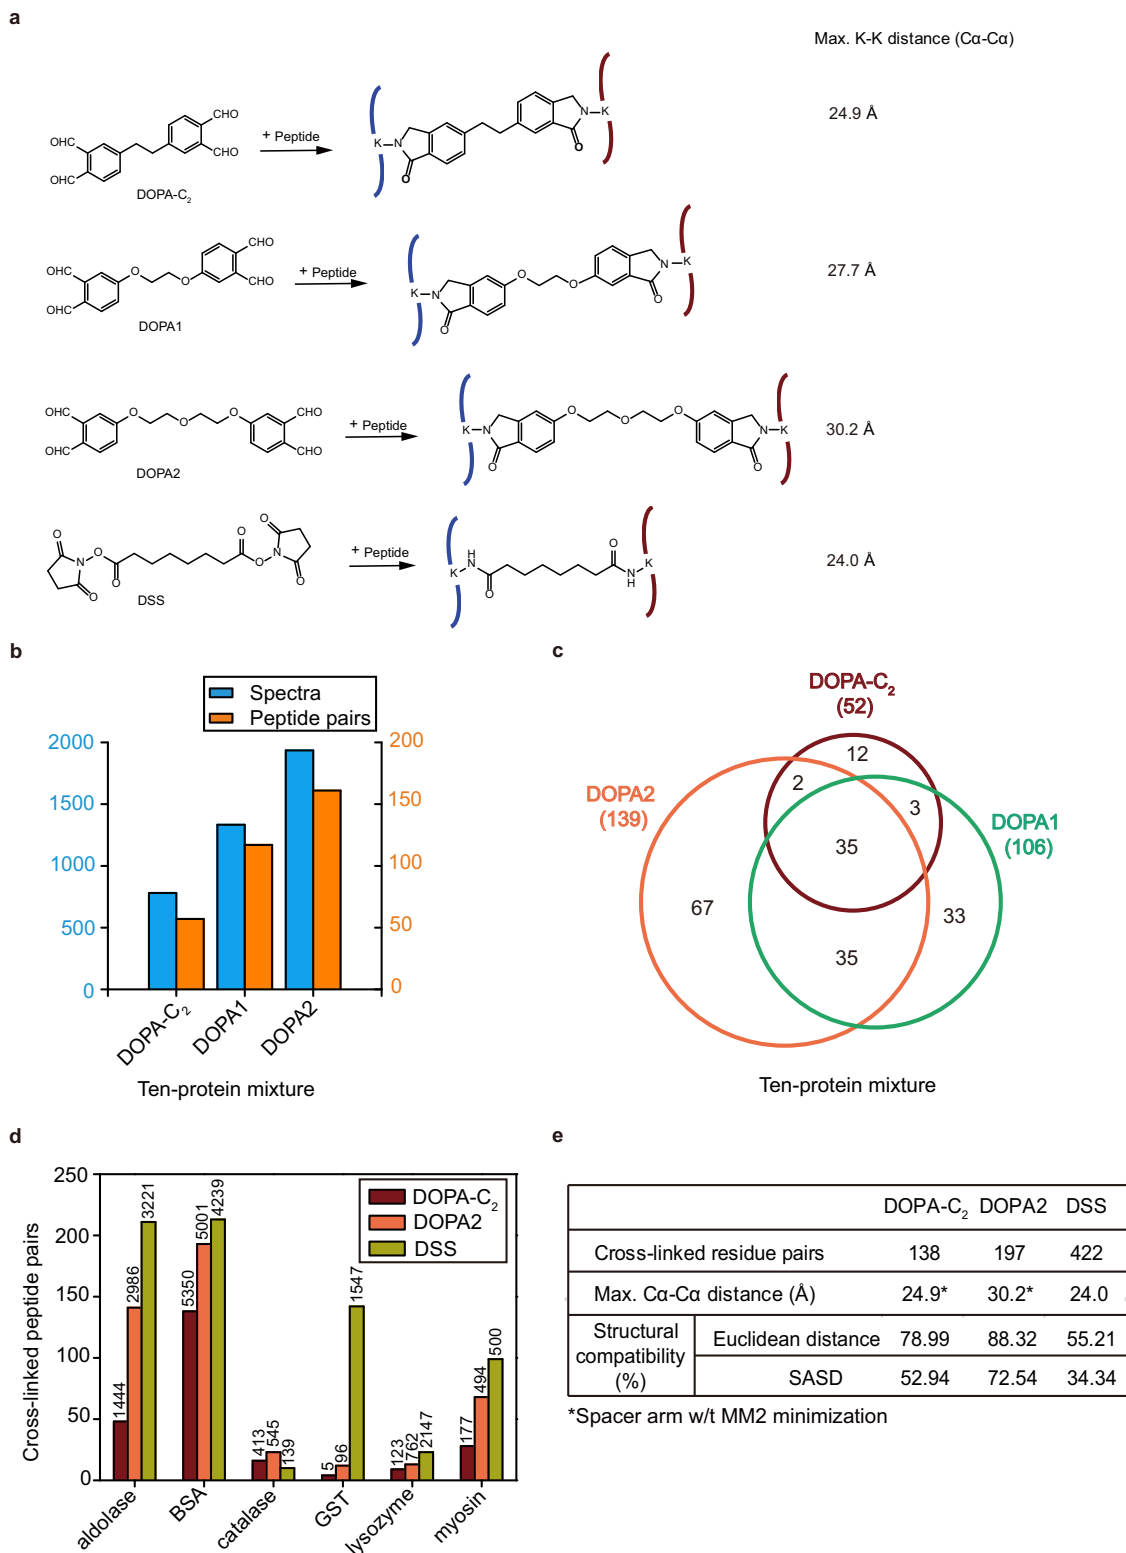 a
Max. K-K distance (Cα-Cα)
OHC
OHC
CHO
CHO
DOPA-C₂
+ Peptide
K
N
O
N
K
O
24.9 Å
OHC
OHC
O
O
CHO
CHO
DOPA1
+ Peptide
K
N
O
O
O
N
K
O
27.7 Å
OHC
OHC
O
O
O
CHO
CHO
DOPA2
+ Peptide
K
N
O
O
O
O
N
K
O
30.2 Å
O
N
O
O
O
O
O
O
N
O
DSS
+ Peptide
K
H
N
O
O
N
H
K
24.0 Å
b
Spectra
Peptide pairs
2000
1500
1000
500
0
200
150
100
50
0
DOPA-C₂
DOPA1
DOPA2
Ten-protein mixture
c
DOPA-C₂
(52)
DOPA2
(139)
DOPA1
(106)
12
2
3
35
67
33
35
Ten-protein mixture
d
Cross-linked peptide pairs
250
200
150
100
50
0
DOPA-C₂
DOPA2
DSS
1444
2986
3221
5350
5001
4239
413
545
139
5
96
1547
123
762
2147
177
494
500
aldolase
BSA
catalase
GST
lysozyme
myosin
e
DOPA-C₂ DOPA2 DSS
Cross-linked residue pairs 138 197 422
Max. Cα-Cα distance (Å) 24.9* 30.2* 24.0
Structural compatibility (%)
Euclidean distance 78.99 88.32 55.21
SASD 52.94 72.54 34.34
*Spacer arm w/t MM2 minimization